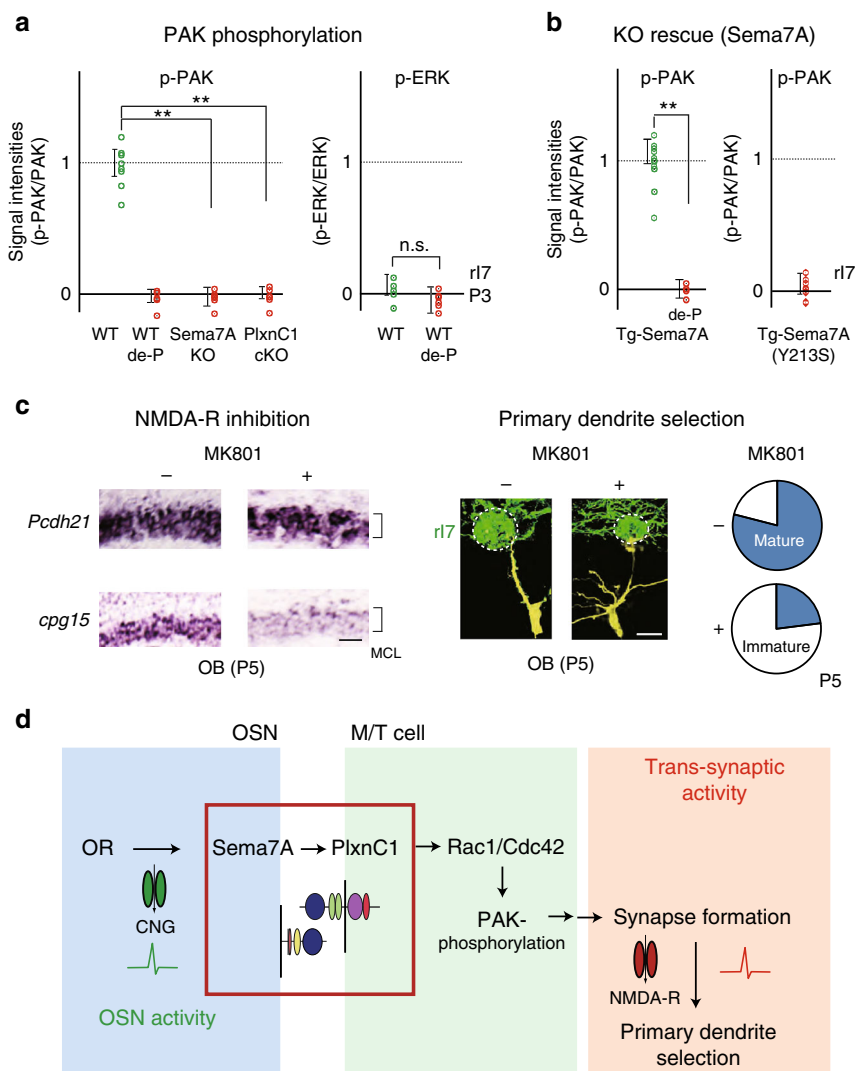 a
PAK phosphorylation
p-PAK
**
**
Signal intensities
(p-PAK/PAK)
1
0
WT
WT
de-P
Sema7A
KO
PlxnC1
cKO
p-ERK
(p-ERK/ERK)
1
n.s.
0
rI7
P3
WT
WT
de-P
b
KO rescue (Sema7A)
p-PAK
**
Signal intensities
(p-PAK/PAK)
1
0
de-P
Tg-Sema7A
p-PAK
(p-PAK/PAK)
1
0
rI7
Tg-Sema7A
(Y213S)
c
NMDA-R inhibition
MK801
– +
Pcdh21
cpg15
MCL
OB (P5)
Primary dendrite selection
MK801
– +
rI7
OB (P5)
MK801
–
Mature
+
Immature
P5
d
OSN
M/T cell
Trans-synaptic
activity
OR
Sema7A
PlxnC1
Rac1/Cdc42
CNG
PAK-
phosphorylation
Synapse formation
NMDA-R
OSN activity
Primary dendrite
selection